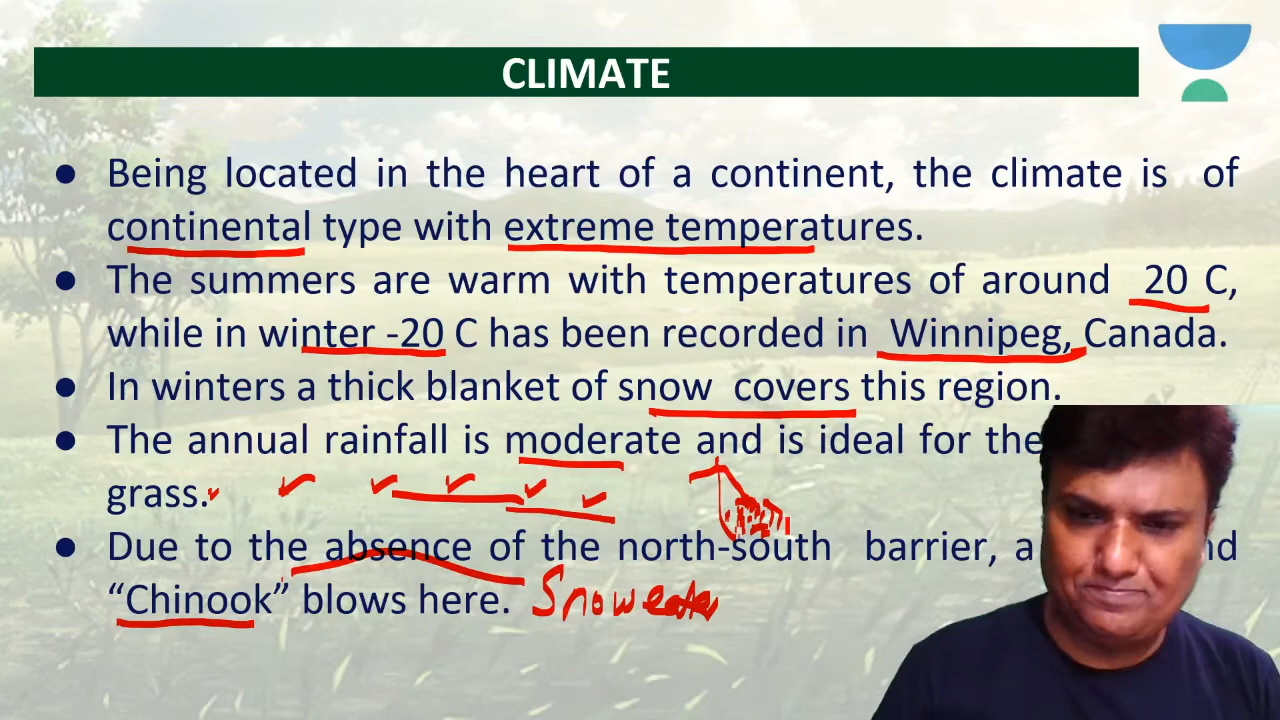 CLIMATE
● Being located in the heart of a continent, the climate is of
continental type with extreme temperatures.
● The summers are warm with temperatures of around 20 C,
while in winter -20 C has been recorded in Winnipeg, Canada.
● In winters a thick blanket of snow covers this region.
● The annual rainfall is moderate and is ideal for the
grass.
● Due to the absence of the north-south barrier, a
“Chinook” blows here. Snow eater